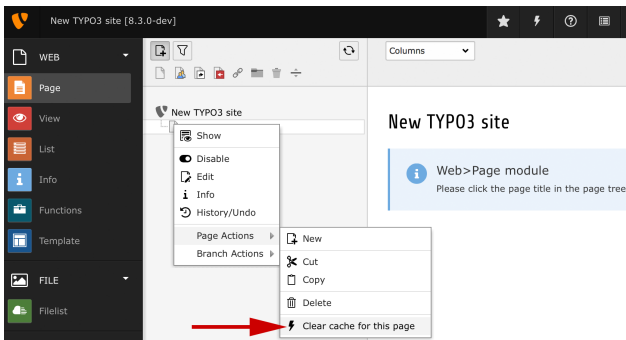 New TYPO3 site [8.3.0-dev]
WEB
Page
View
List
Info
Functions
Template
FILE
Filelist
New TYPO3 site
Show
Disable
Edit
Info
History/Undo
Page Actions
Branch Actions
New
Cut
Copy
Delete
Clear cache for this page
Columns
New TYPO3 site
Web>Page module
Please click the page title in the page tree